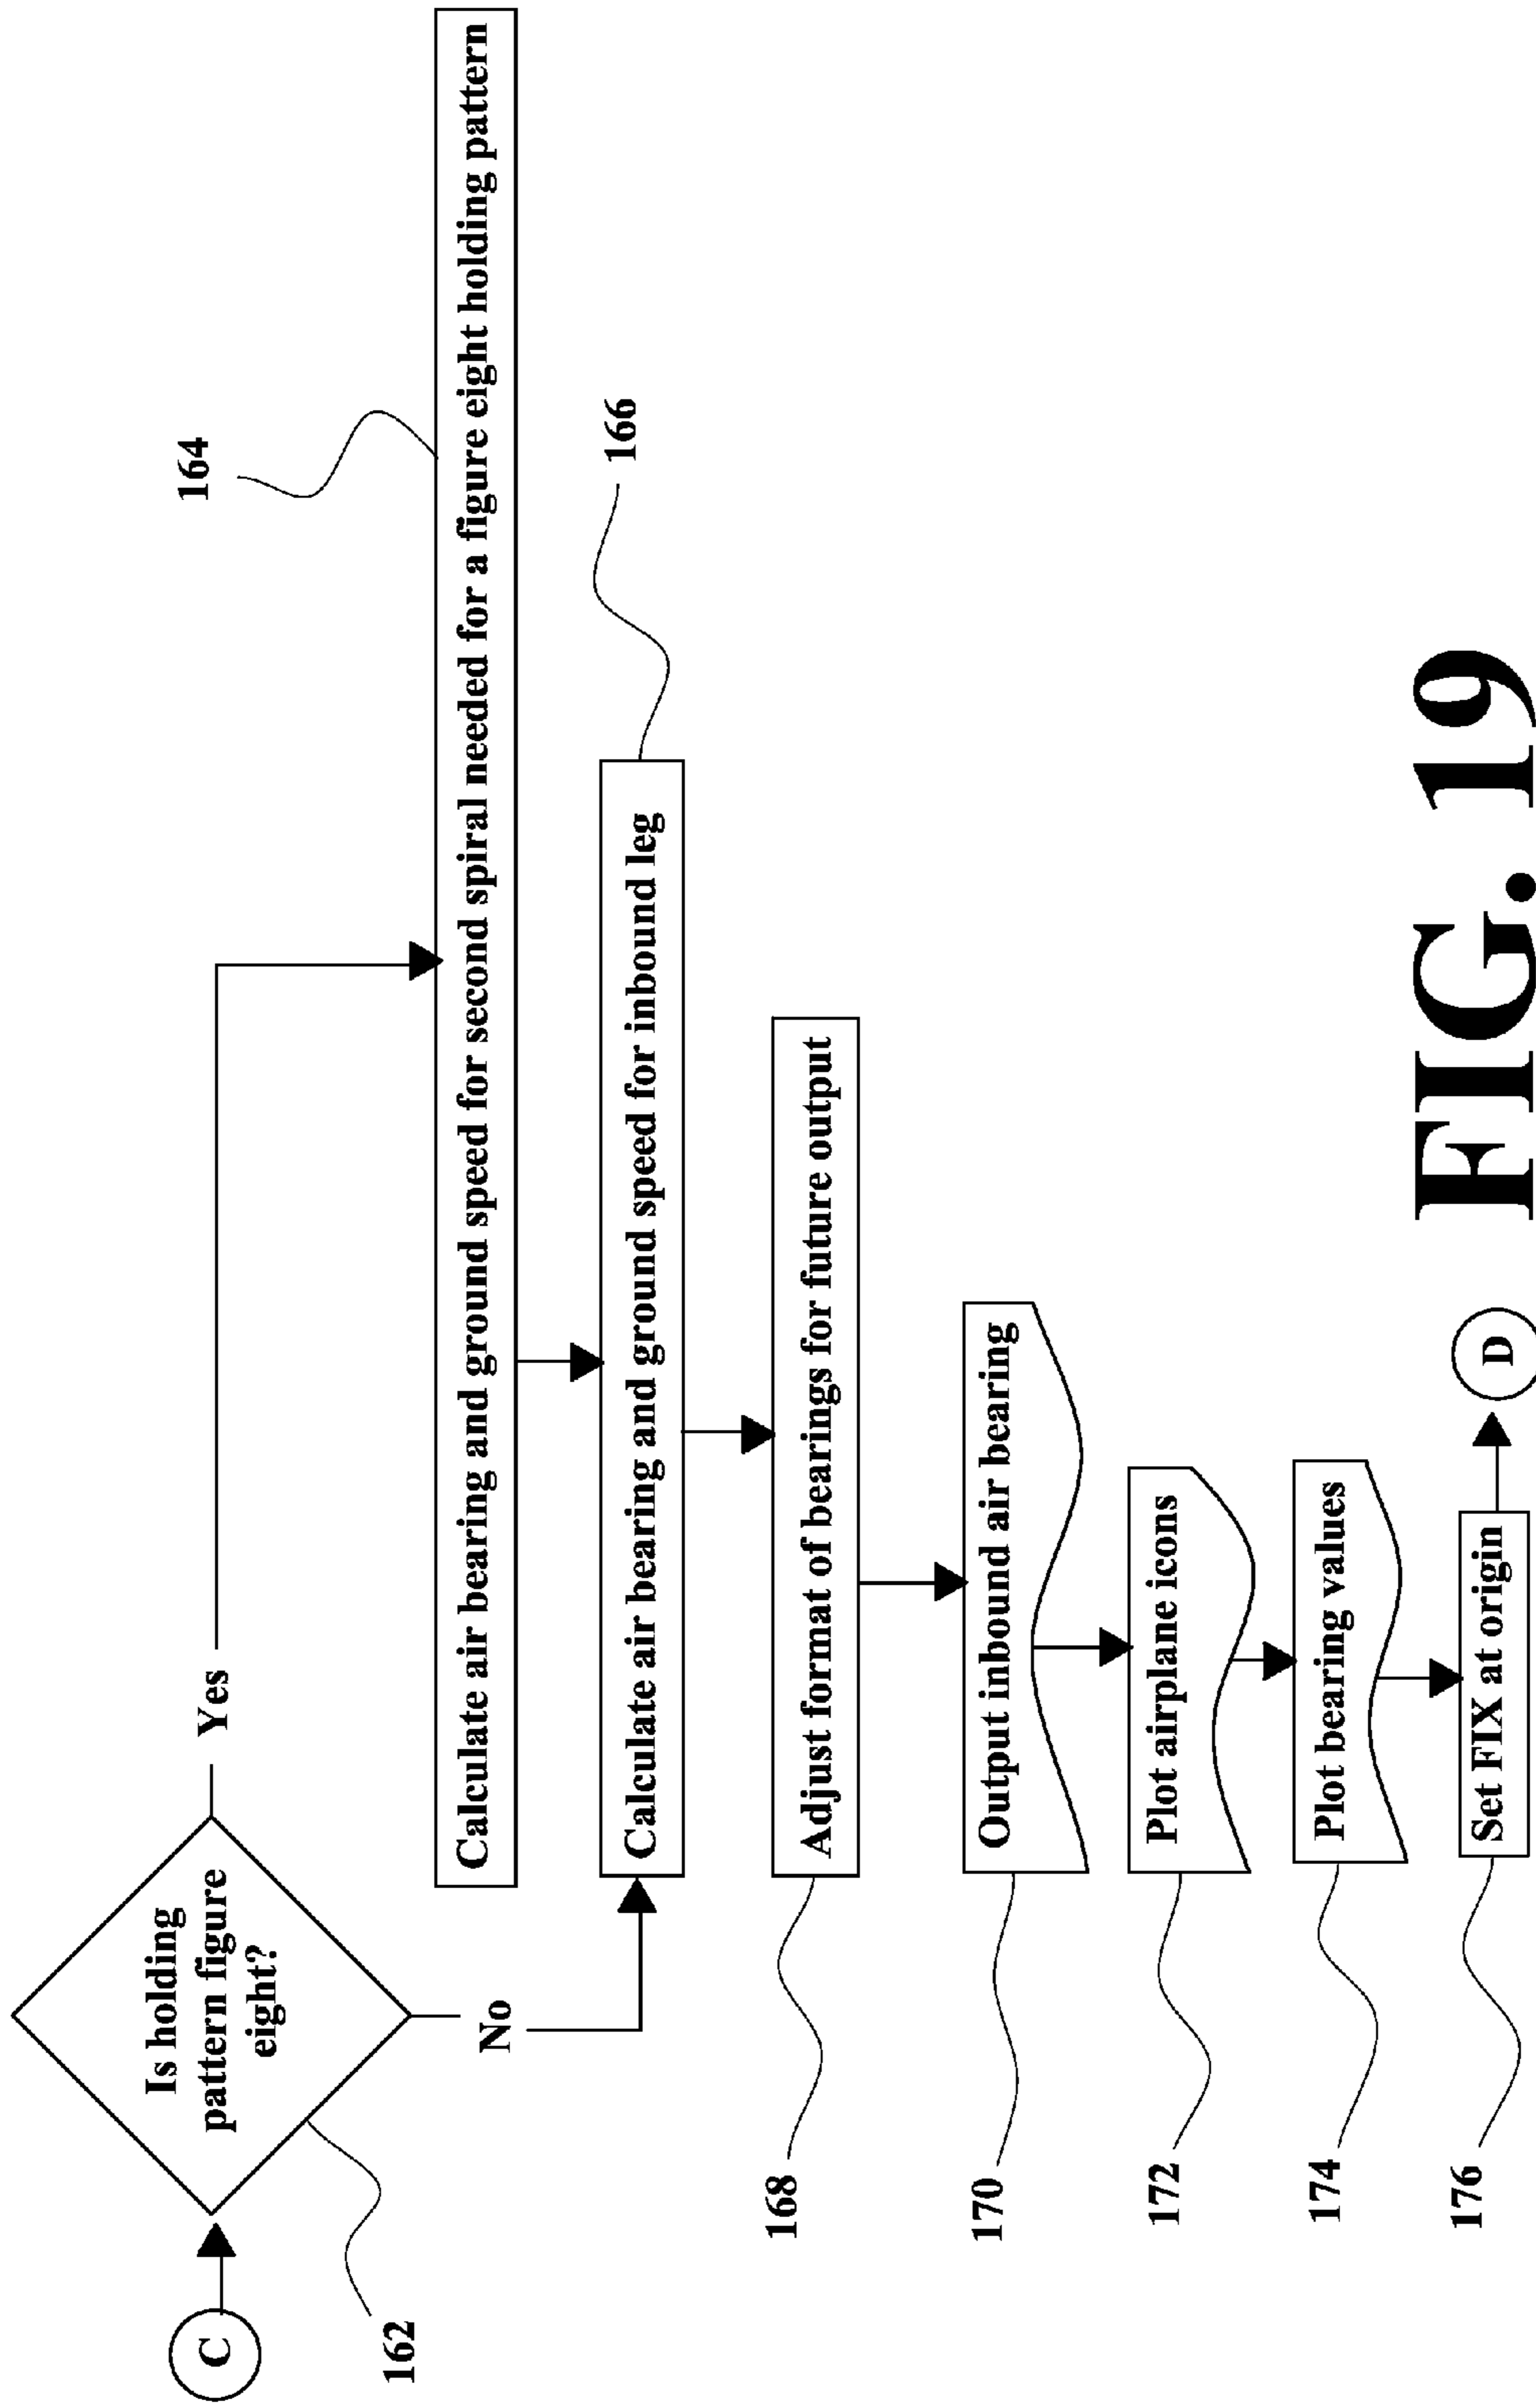 C
162
Is holding
pattern figure
eight?
Yes
No
164
Calculate air bearing and ground speed for second spiral needed for a figure eight holding pattern
166
Calculate air bearing and ground speed for inbound leg
168
Adjust format of bearings for future output
170
Output inbound air bearing
172
Plot airplane icons
174
Plot bearing values
176
Set FIX at origin
D
FIG. 19